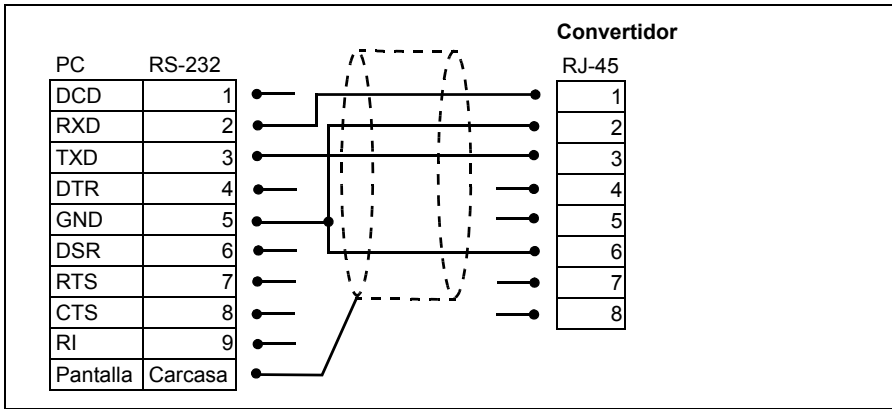 Convertidor
PC RS-232 RJ-45
DCD 1 1
RXD 2 2
TXD 3 3
DTR 4 4
GND 5 5
DSR 6 6
RTS 7 7
CTS 8 8
RI 9
Pantalla Carcasa